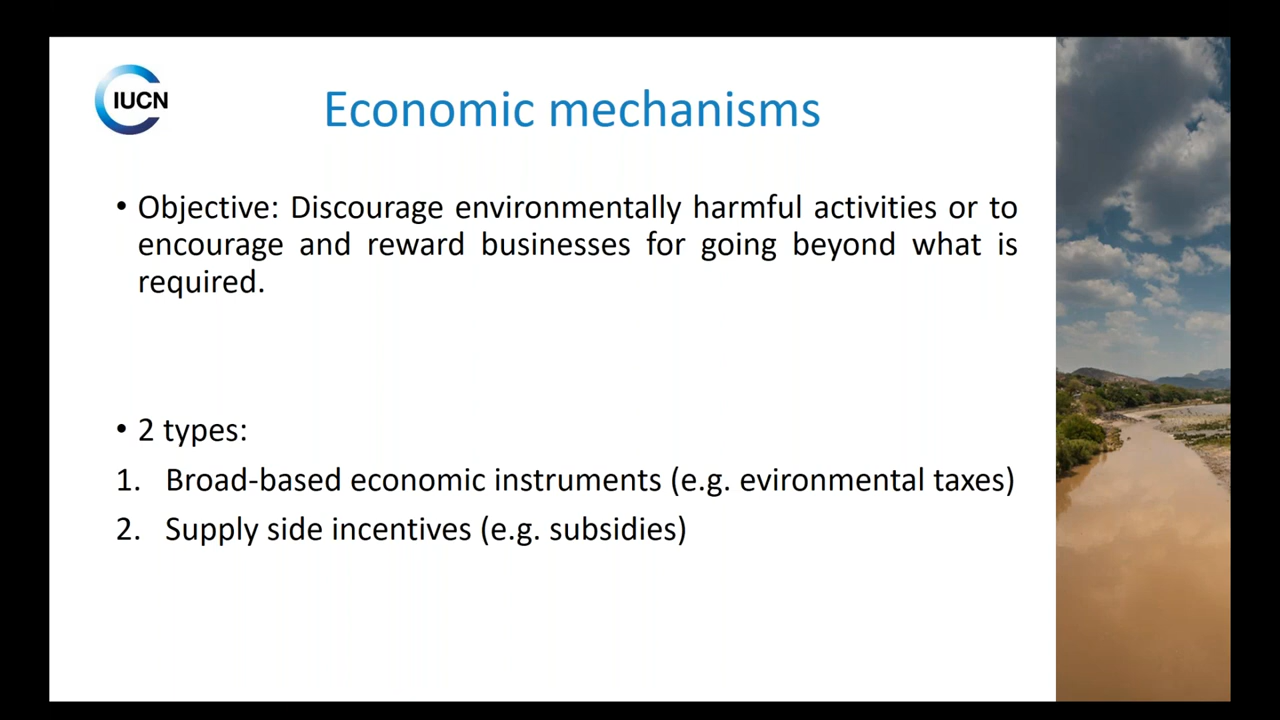 IUCN
Economic mechanisms
• Objective: Discourage environmentally harmful activities or to
encourage and reward businesses for going beyond what is
required.
• 2 types:
1. Broad-based economic instruments (e.g. evironmental taxes)
2. Supply side incentives (e.g. subsidies)